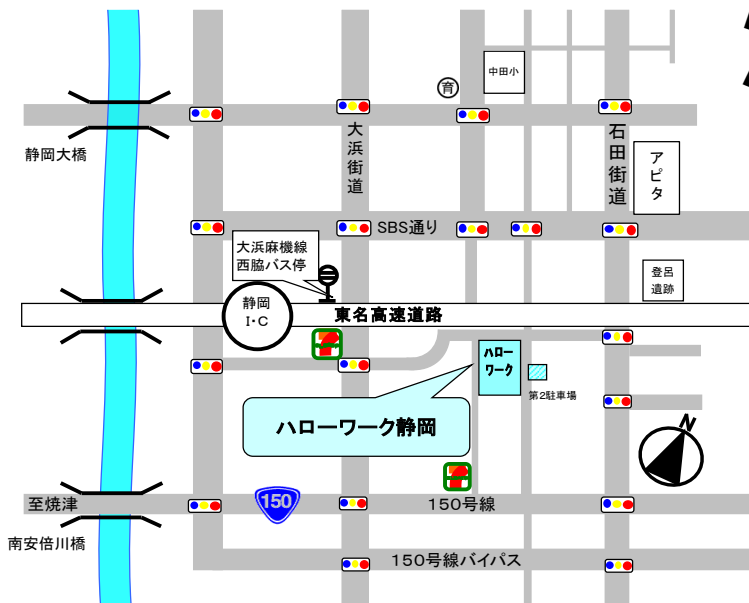 中田小
育
静岡大橋
大
浜
街
道
石
田
街
道
ア
ピ
タ
SBS通り
大浜麻機線
西脇バス停
登呂
遺跡
静岡
I・C
東名高速道路
ハロー
ワーク
第2駐車場
ハローワーク静岡
N
至焼津
150
150号線
南安倍川橋
150号線バイパス